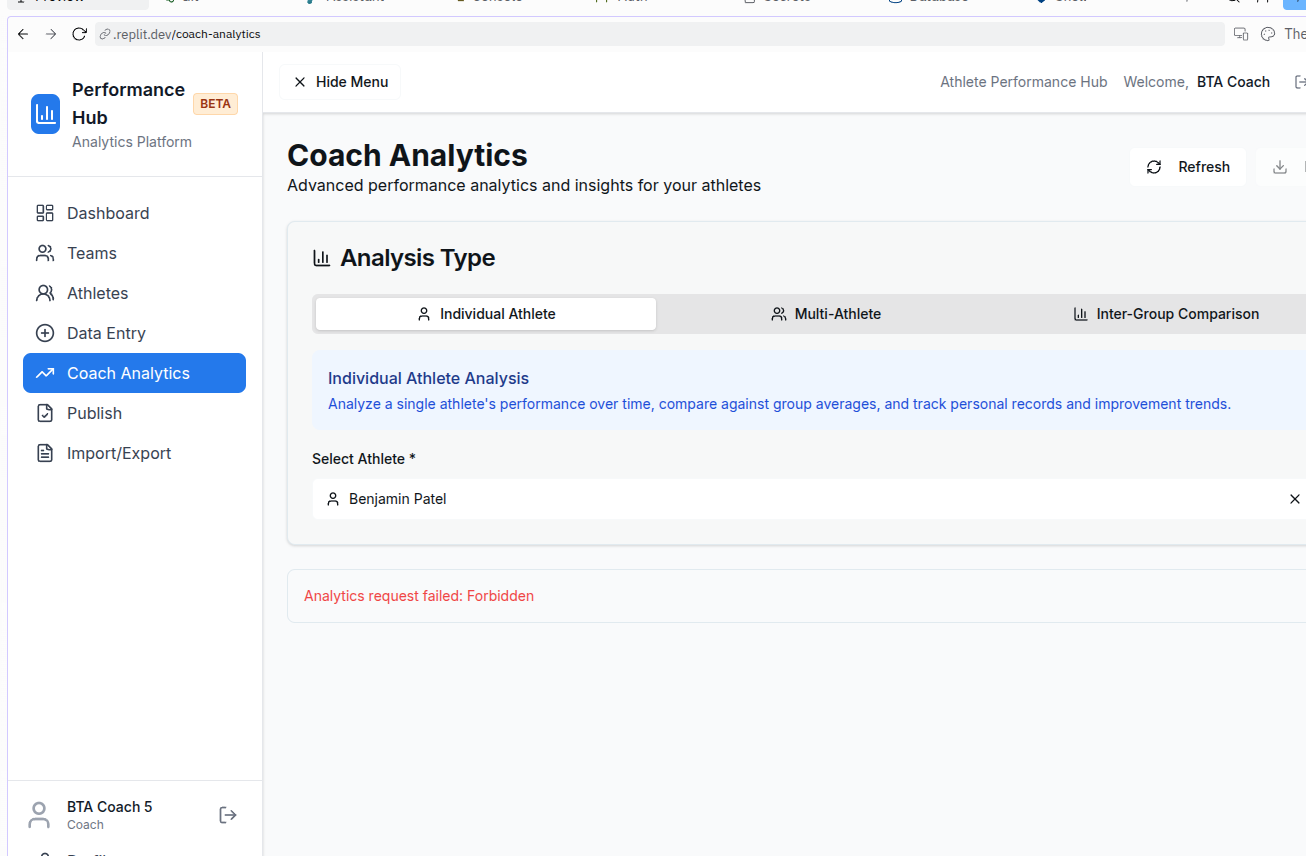 .replit.dev/coach-analytics
The
Performance
Hub
BETA
Analytics Platform
Hide Menu
Athlete Performance Hub Welcome, BTA Coach
Coach Analytics
Advanced performance analytics and insights for your athletes
Refresh
Dashboard
Teams
Athletes
Data Entry
Coach Analytics
Publish
Import/Export
Analysis Type
Individual Athlete
Multi-Athlete
Inter-Group Comparison
Individual Athlete Analysis
Analyze a single athlete's performance over time, compare against group averages, and track personal records and improvement trends.
Select Athlete *
Benjamin Patel
Analytics request failed: Forbidden
BTA Coach 5
Coach